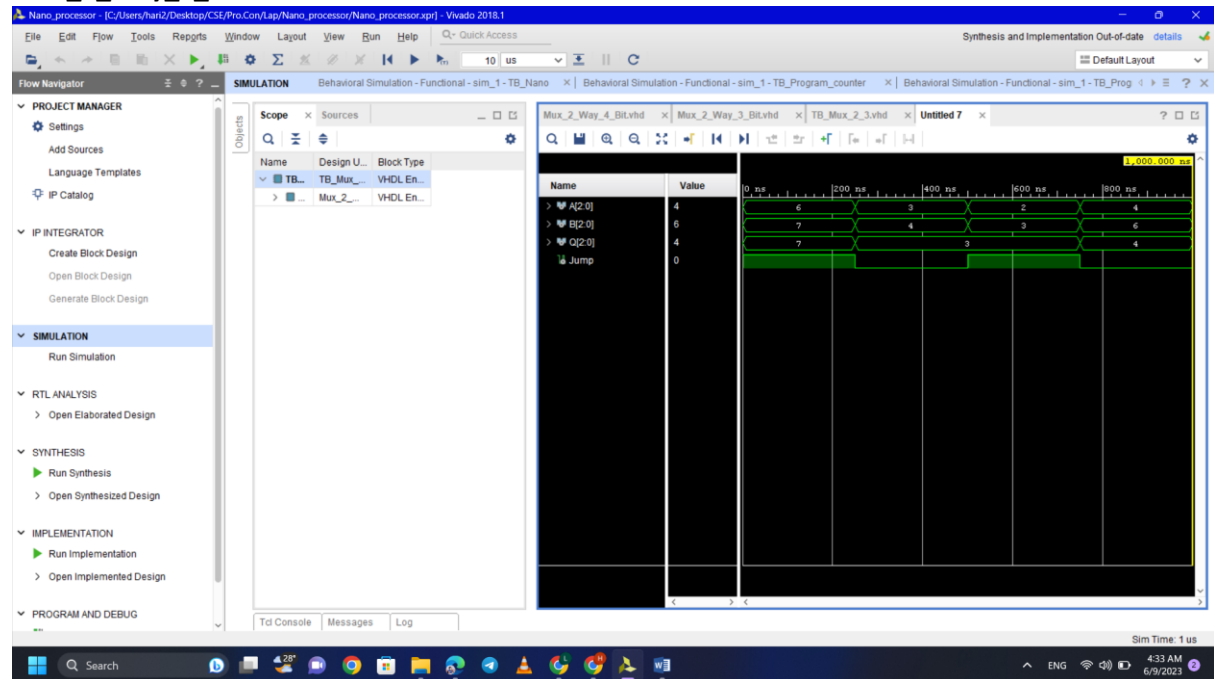 Nano_processor - [C:/Users/hari2/Desktop/CSE/Pro.Con/Lap/Nano_processor/Nano_processor.xpr] - Vivado 2018.1
File Edit Flow Tools Reports Window Layout View Run Help Q- Quick Access Synthesis and Implementation Out-of-date details
10 us Default Layout
Flow Navigator ? SIMULATION Behavioral Simulation - Functional - sim_1 - TB_Nano × Behavioral Simulation - Functional - sim_1 - TB_Program_counter × Behavioral Simulation - Functional - sim_1 - TB_Prog ? ×
PROJECT MANAGER
Settings
Add Sources
Language Templates
IP Catalog
IP INTEGRATOR
Create Block Design
Open Block Design
Generate Block Design
SIMULATION
Run Simulation
RTL ANALYSIS
Open Elaborated Design
SYNTHESIS
Run Synthesis
Open Synthesized Design
IMPLEMENTATION
Run Implementation
Open Implemented Design
PROGRAM AND DEBUG
Objects
Scope × Sources
Name Design U... Block Type
TB... TB_Mux_... VHDL En...
... Mux_2_... VHDL En...
Mux_2_Way_4_Bit.vhd × Mux_2_Way_3_Bit.vhd × TB_Mux_2_3.vhd × Untitled 7 × ?
1,000.000 ns
Name Value 0 ns 200 ns 400 ns 600 ns 800 ns
A[2:0] 4 6 3 2 4
B[2:0] 6 7 4 3 6
Q[2:0] 4 7 3 4
Jump 0
Tcl Console Messages Log
Sim Time: 1 us
Search 28° ENG 4:33 AM
6/9/2023 2